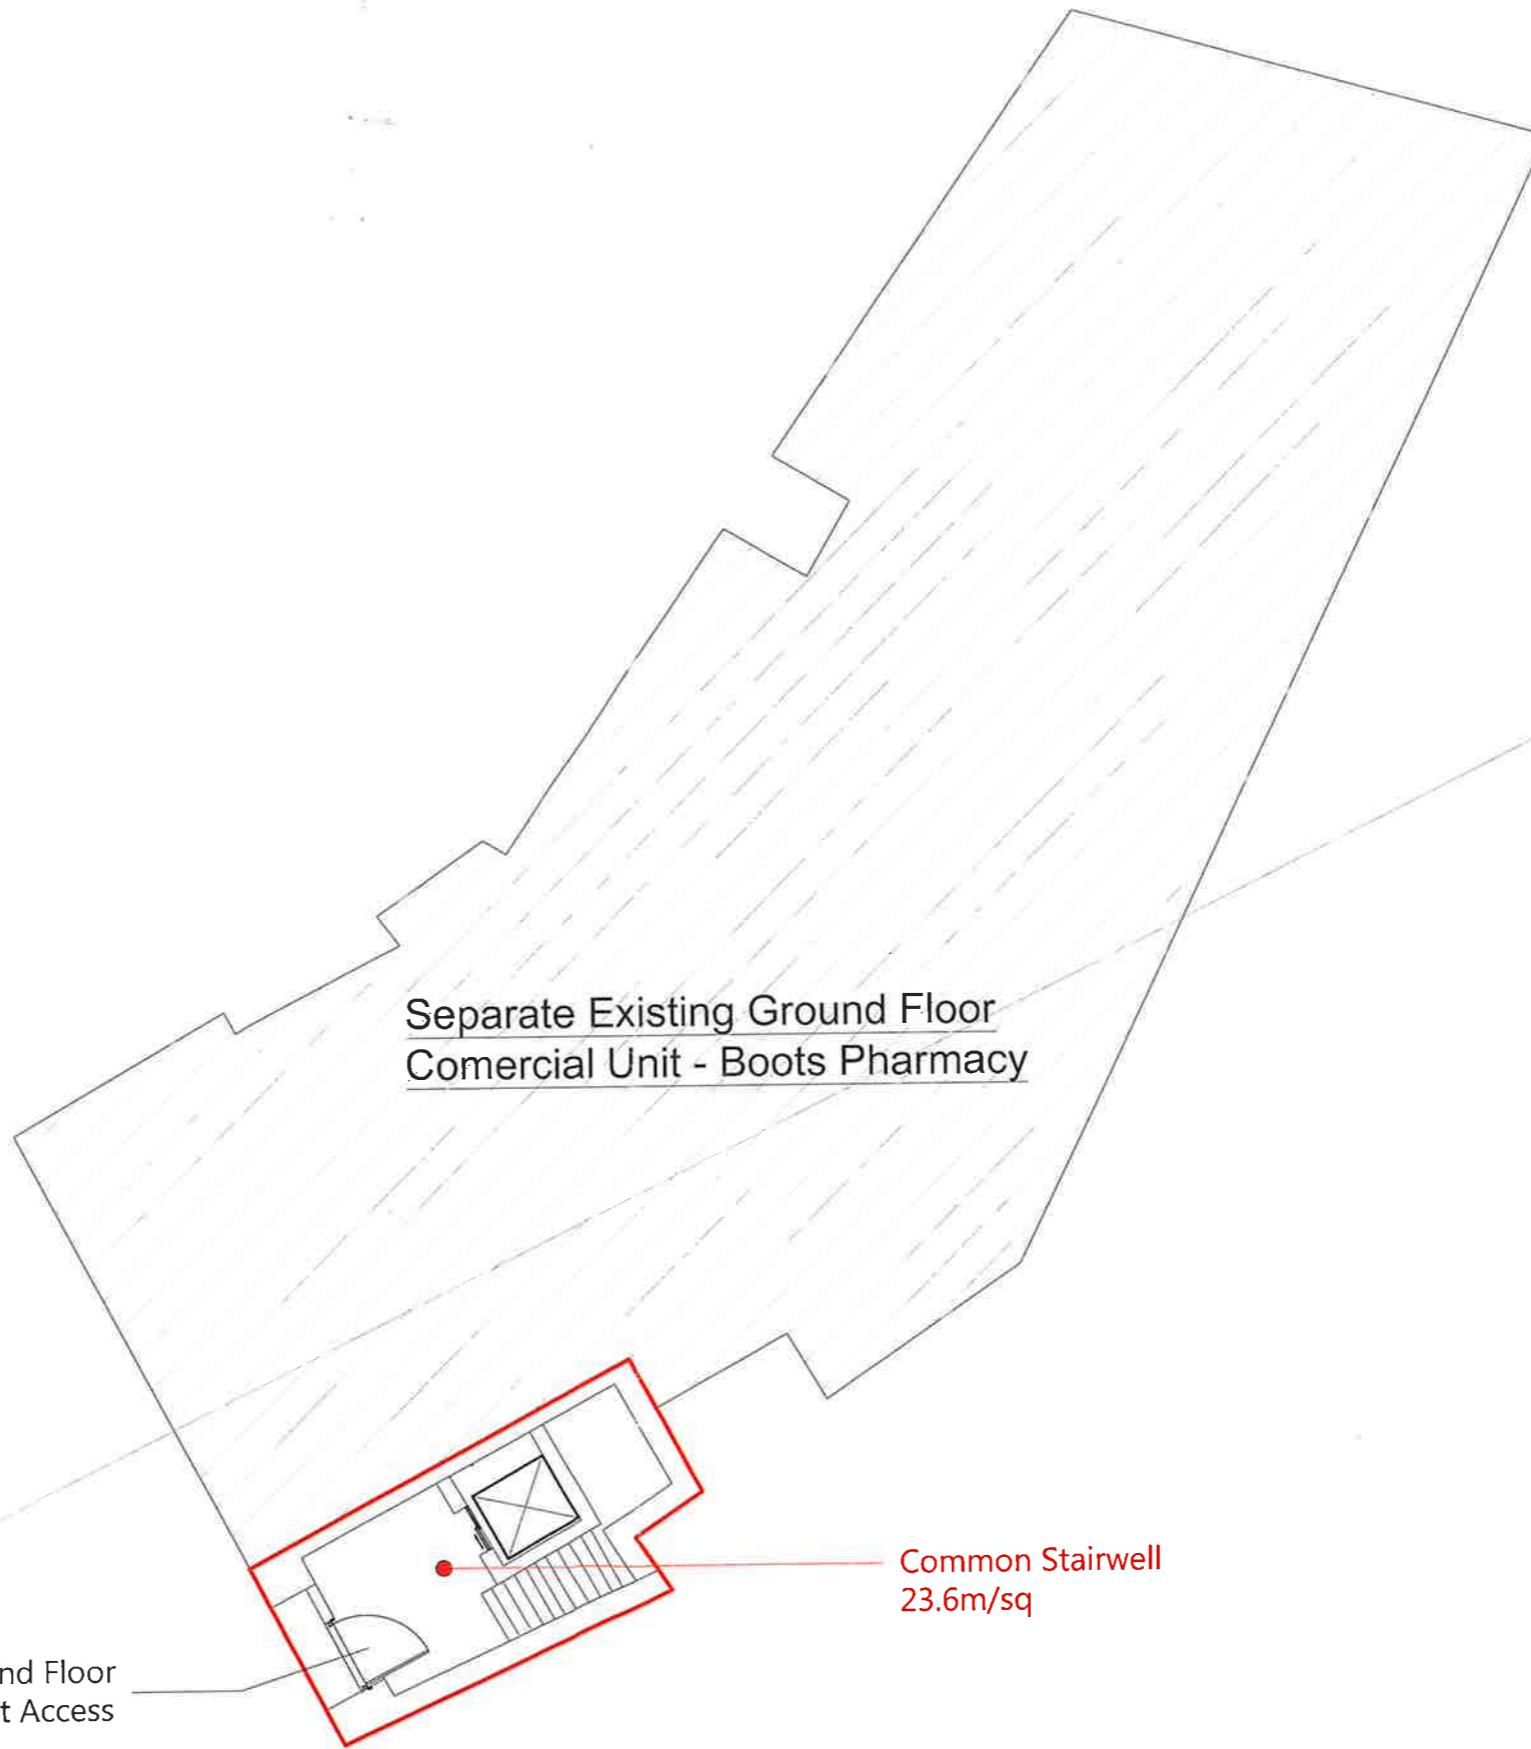 Separate Existing Ground Floor
Comercial Unit - Boots Pharmacy
Common Stairwell
23.6m/sq
nd Floor
t Access